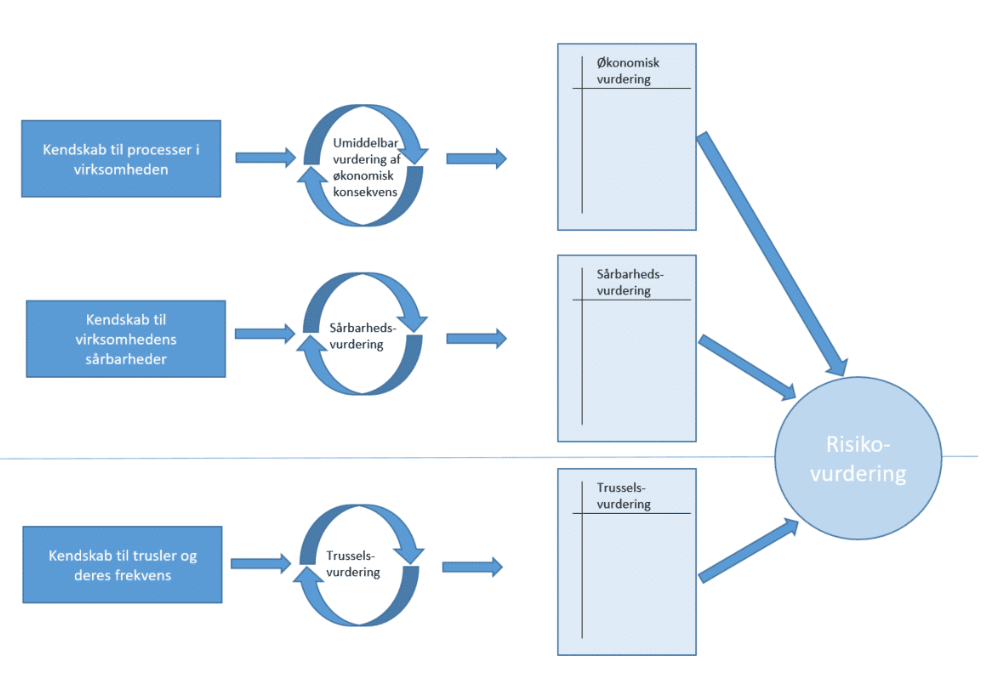 Kendskab til processer i
virksomheden
Umiddelbar
vurdering af
økonomisk
konsekvens
Økonomisk
vurdering
Kendskab til
virksomhedens
sårbarheder
Sårbarheds-
vurdering
Sårbarheds-
vurdering
Kendskab til trusler og
deres frekvens
Trussels-
vurdering
Trussels-
vurdering
Risiko-
vurdering